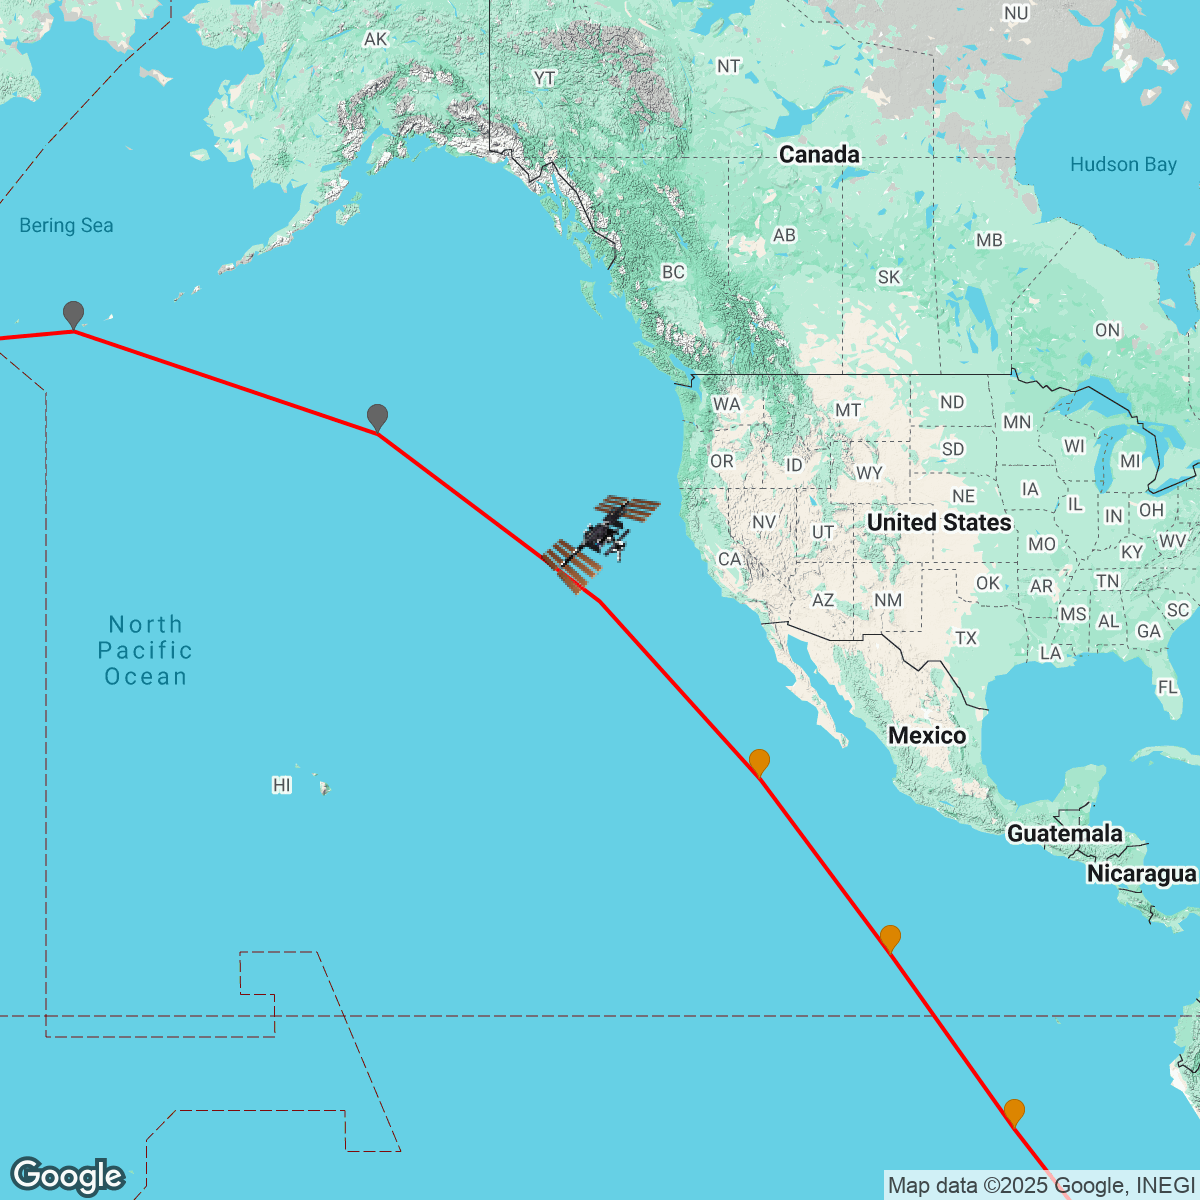 NU
AK
NT
YT
Canada
Hudson Bay
Bering Sea
AB
MB
BC
SK
ON
WA
MT
ND
MN
WI
OR
ID
SD
MI
WY
NE
IA
IL
OH
NV
UT
United States
IN
WV
MO
KY
CA
OK
AR
TN
AZ
NM
MS
AL
SC
GA
North
Pacific
Ocean
TX
LA
FL
Mexico
HI
Guatemala
Nicaragua
Google
Map data ©2025 Google, INEGI